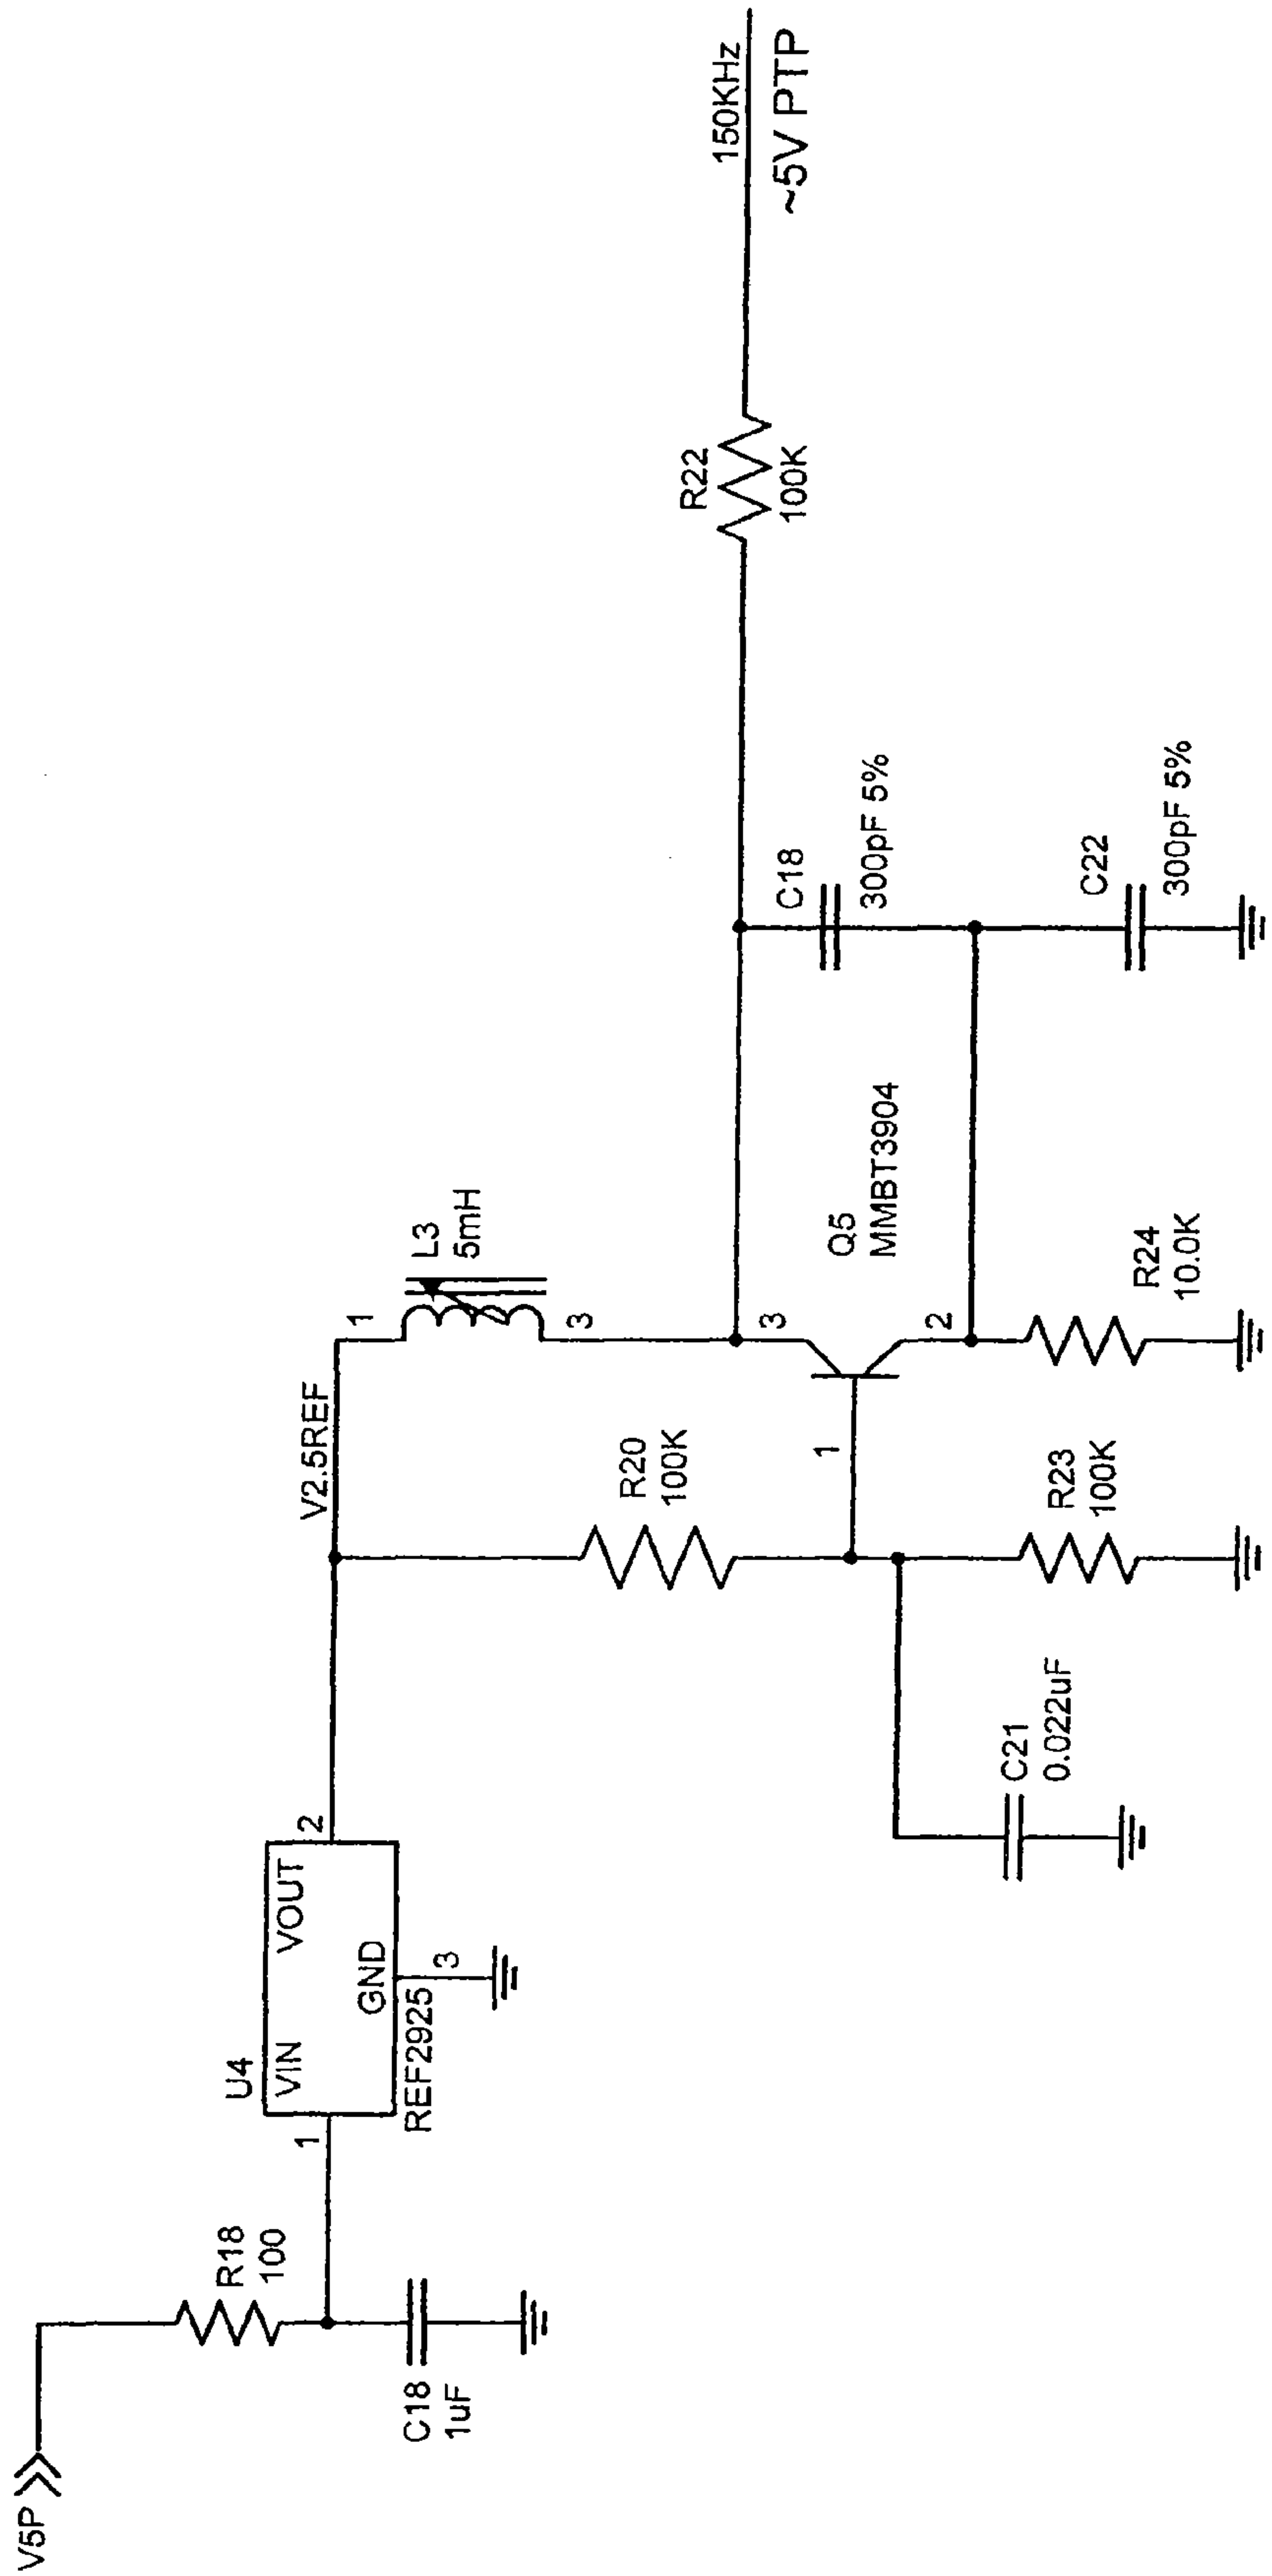 V5P
R18
100
C18
1uF
U4
VIN
VOUT
GND
1
2
3
REF2925
V2.5REF
1
L3
5mH
3
R20
100K
C21
0.022uF
R23
100K
1
3
2
Q5
MMBT3904
R24
10.0K
C18
300pF 5%
C22
300pF 5%
R22
100K
150KHz
~5V PTP